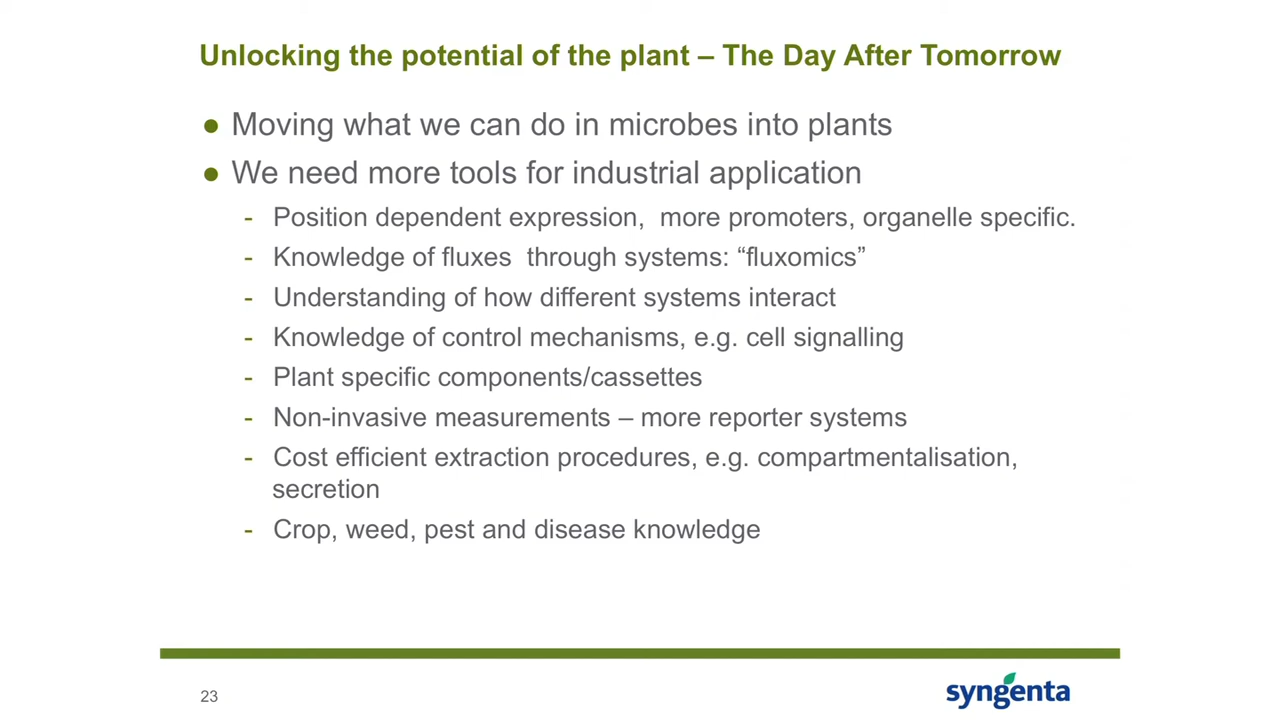 Unlocking the potential of the plant – The Day After Tomorrow
● Moving what we can do in microbes into plants
● We need more tools for industrial application
- Position dependent expression,  more promoters, organelle specific.
- Knowledge of fluxes  through systems: “fluxomics”
- Understanding of how different systems interact
- Knowledge of control mechanisms, e.g. cell signalling
- Plant specific components/cassettes
- Non-invasive measurements – more reporter systems
- Cost efficient extraction procedures, e.g. compartmentalisation,
secretion
- Crop, weed, pest and disease knowledge
23
syngenta